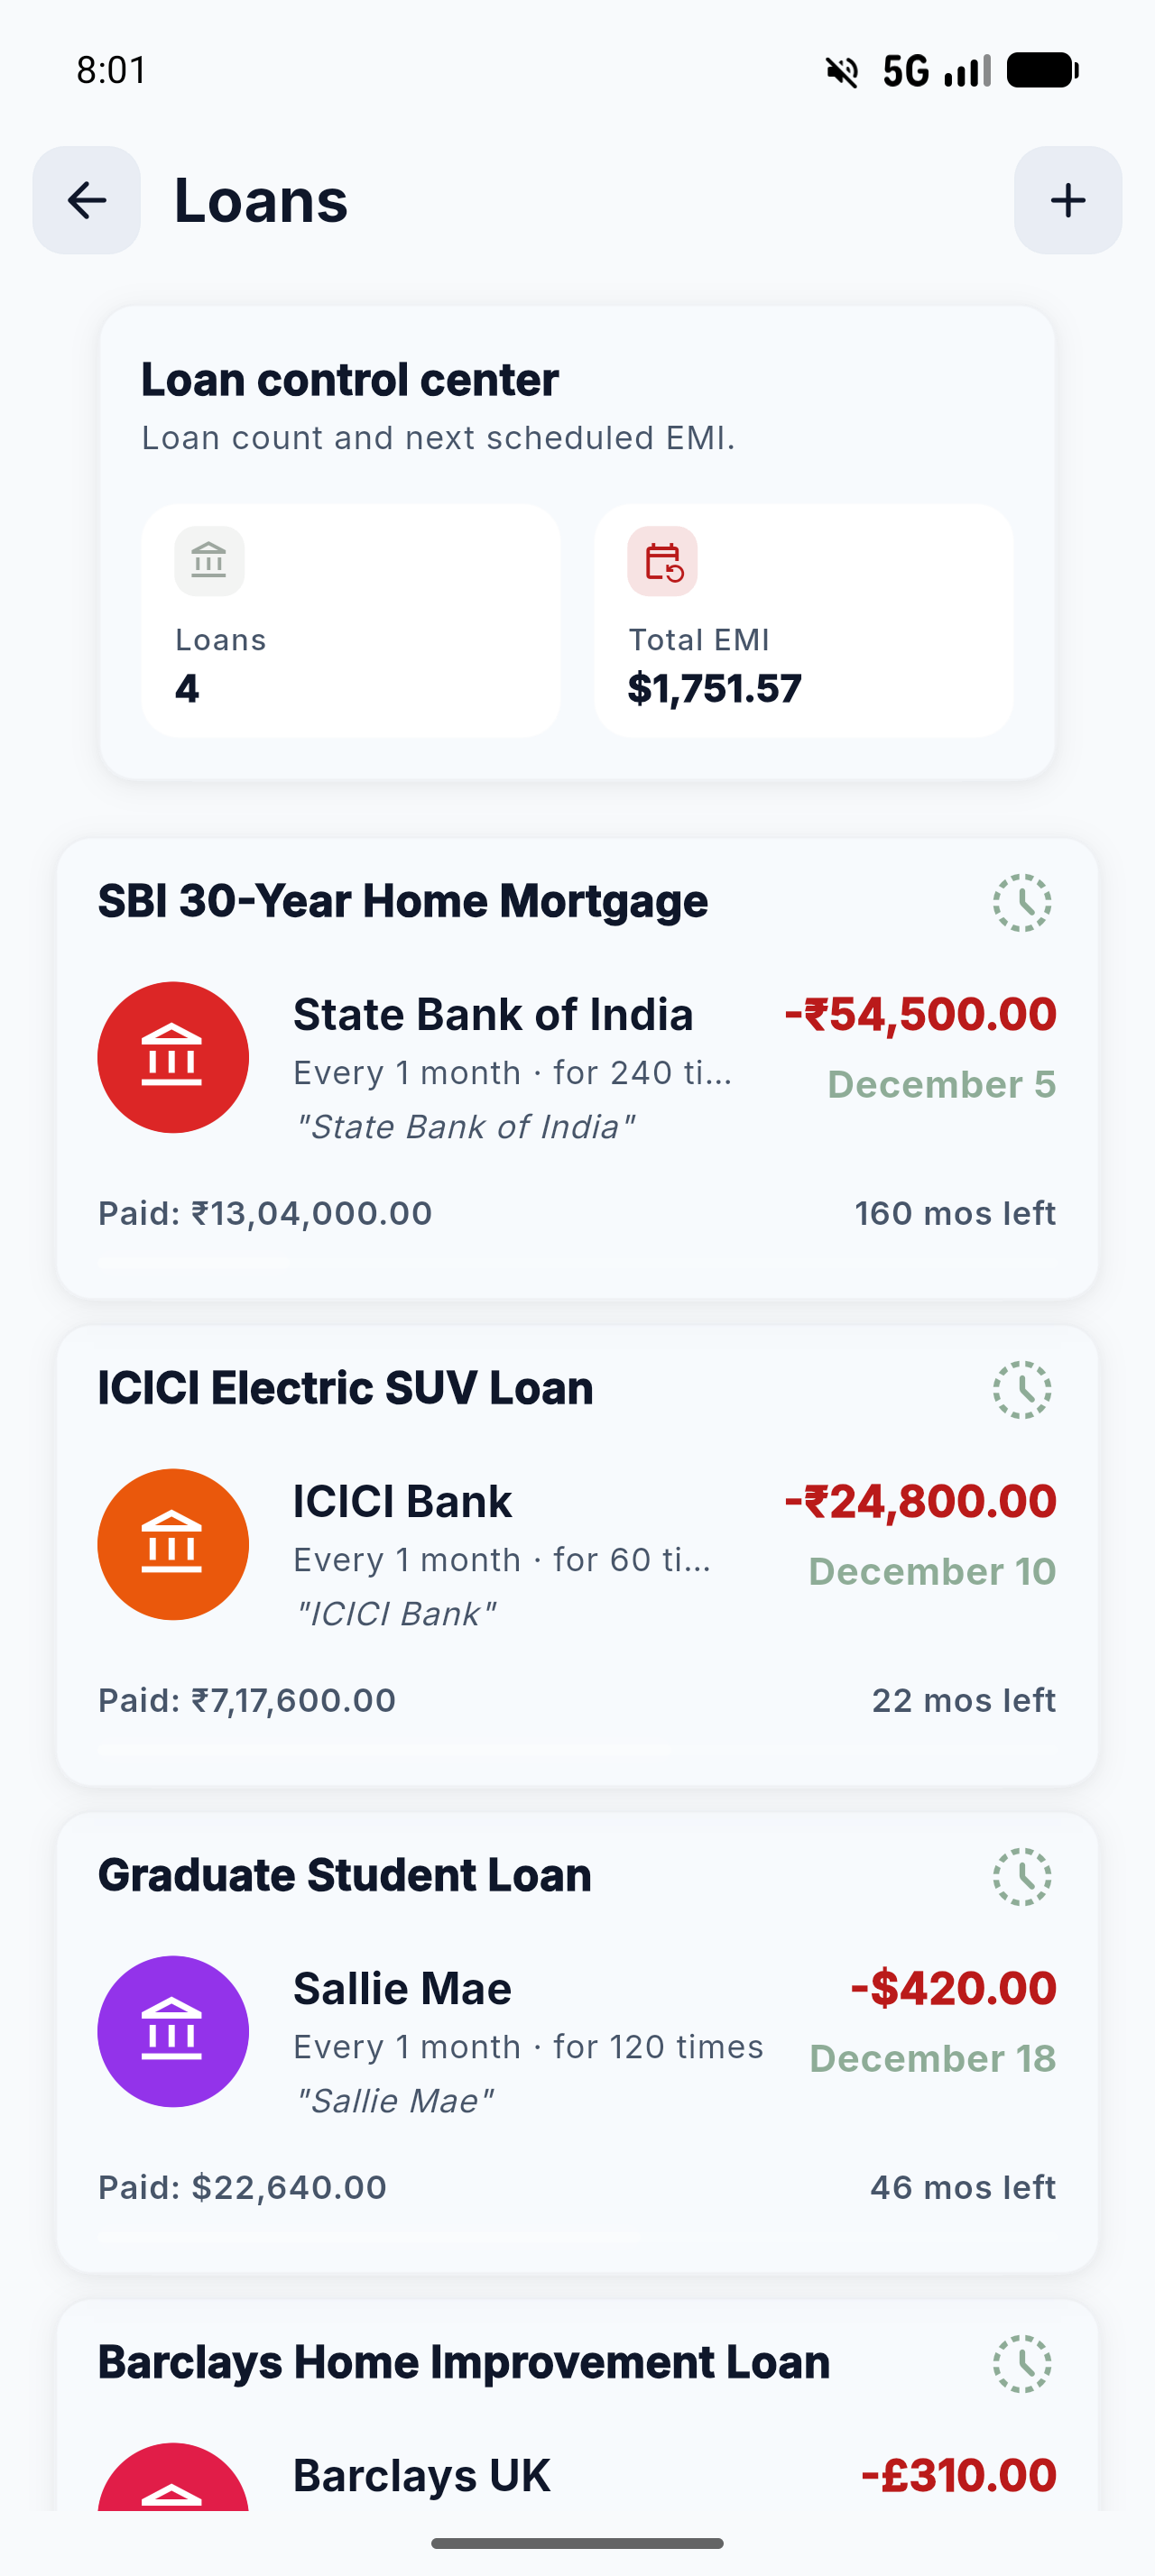 8:01
5G
Loans
Loan control center
Loan count and next scheduled EMI.
Loans
4
Total EMI
$1,751.57
SBI 30-Year Home Mortgage
State Bank of India
-₹54,500.00
Every 1 month · for 240 ti...
December 5
"State Bank of India"
Paid: ₹13,04,000.00
160 mos left
ICICI Electric SUV Loan
ICICI Bank
-₹24,800.00
Every 1 month · for 60 ti...
December 10
"ICICI Bank"
Paid: ₹7,17,600.00
22 mos left
Graduate Student Loan
Sallie Mae
-$420.00
Every 1 month · for 120 times
December 18
"Sallie Mae"
Paid: $22,640.00
46 mos left
Barclays Home Improvement Loan
Barclays UK
-£310.00